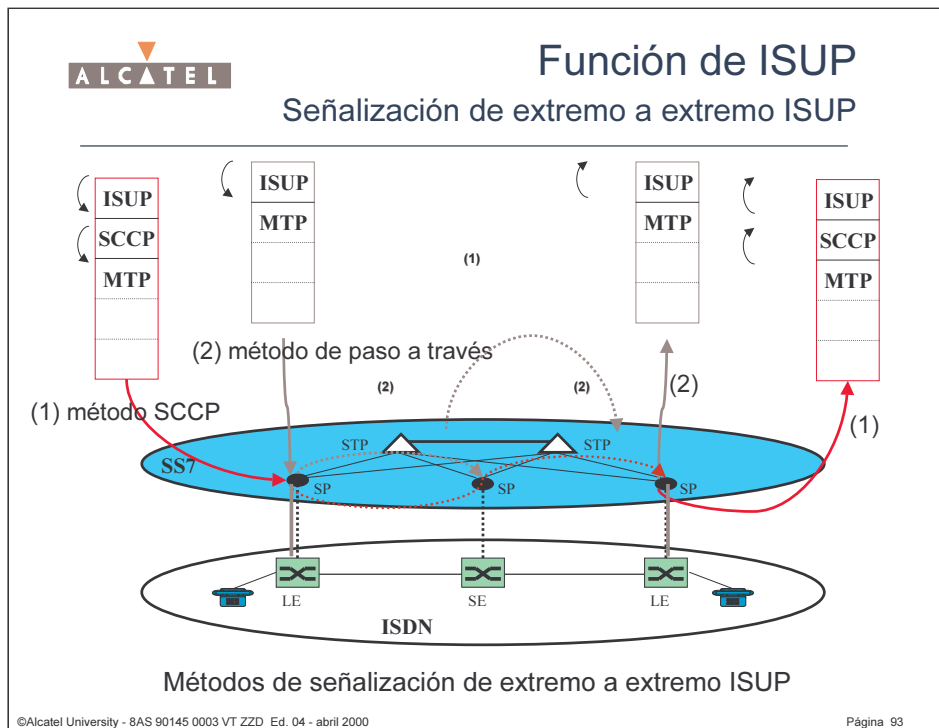 ALCATEL
Función de ISUP
Señalización de extremo a extremo ISUP
ISUP
SCCP
MTP
ISUP
MTP
ISUP
MTP
ISUP
SCCP
MTP
(1)
(2) método de paso a través
(2)
(2)
(2)
(1) método SCCP
(1)
STP
STP
SS7
SP
SP
SP
LE
SE
LE
ISDN
Métodos de señalización de extremo a extremo ISUP
©Alcatel University - 8AS 90145 0003 VT ZZD Ed. 04 - abril 2000
Página 93